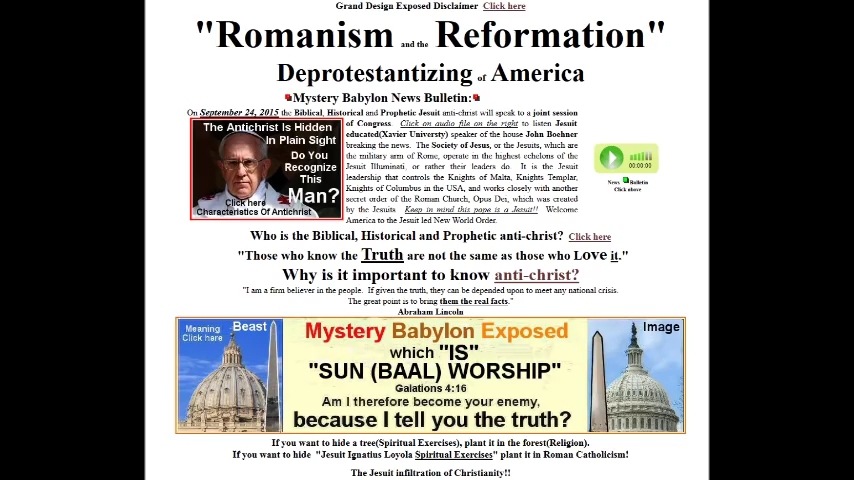 Grand Design Exposed Disclaimer Click here
"Romanism and the Reformation"
Deprotestantizing of America
Mystery Babylon News Bulletin:
On September 24, 2015 the Biblical, Historical and Prophetic Jesuit anti-christ will speak to a joint session
of Congress. Click on audio file on the right to listen Jesuit
educated(Xavier Universty) speaker of the house John Boehner
breaking the news. The Society of Jesus, or the Jesuits, which are
the military arm of Rome, operate in the highest echelons of the
Jesuit Illuminati, or rather their leaders do. It is the Jesuit
leadership that controls the Knights of Malta, Knights Templar,
Knights of Columbus in the USA, and works closely with another
secret order of the Roman Church, Opus Dei, which was created
by the Jesuits. Keep in mind this pope is a Jesuit!! Welcome
America to the Jesuit led New World Order.
The Antichrist Is Hidden
In Plain Sight
Do You
Recognize
This
Man?
Click here
Characteristics Of Antichrist
00:00:00
News Bulletin
Click above
Who is the Biblical, Historical and Prophetic anti-christ? Click here
"Those who know the Truth are not the same as those who Love it."
Why is it important to know anti-christ?
"I am a firm believer in the people. If given the truth, they can be depended upon to meet any national crisis.
The great point is to bring them the real facts."
Abraham Lincoln
Meaning
Click here
Beast
Mystery Babylon Exposed
which "IS"
"SUN (BAAL) WORSHIP"
Galations 4:16
Am I therefore become your enemy,
because I tell you the truth?
Image
If you want to hide a tree(Spiritual Exercises), plant it in the forest(Religion).
If you want to hide "Jesuit Ignatius Loyola Spiritual Exercises" plant it in Roman Catholicism!
The Jesuit infiltration of Christianity!!